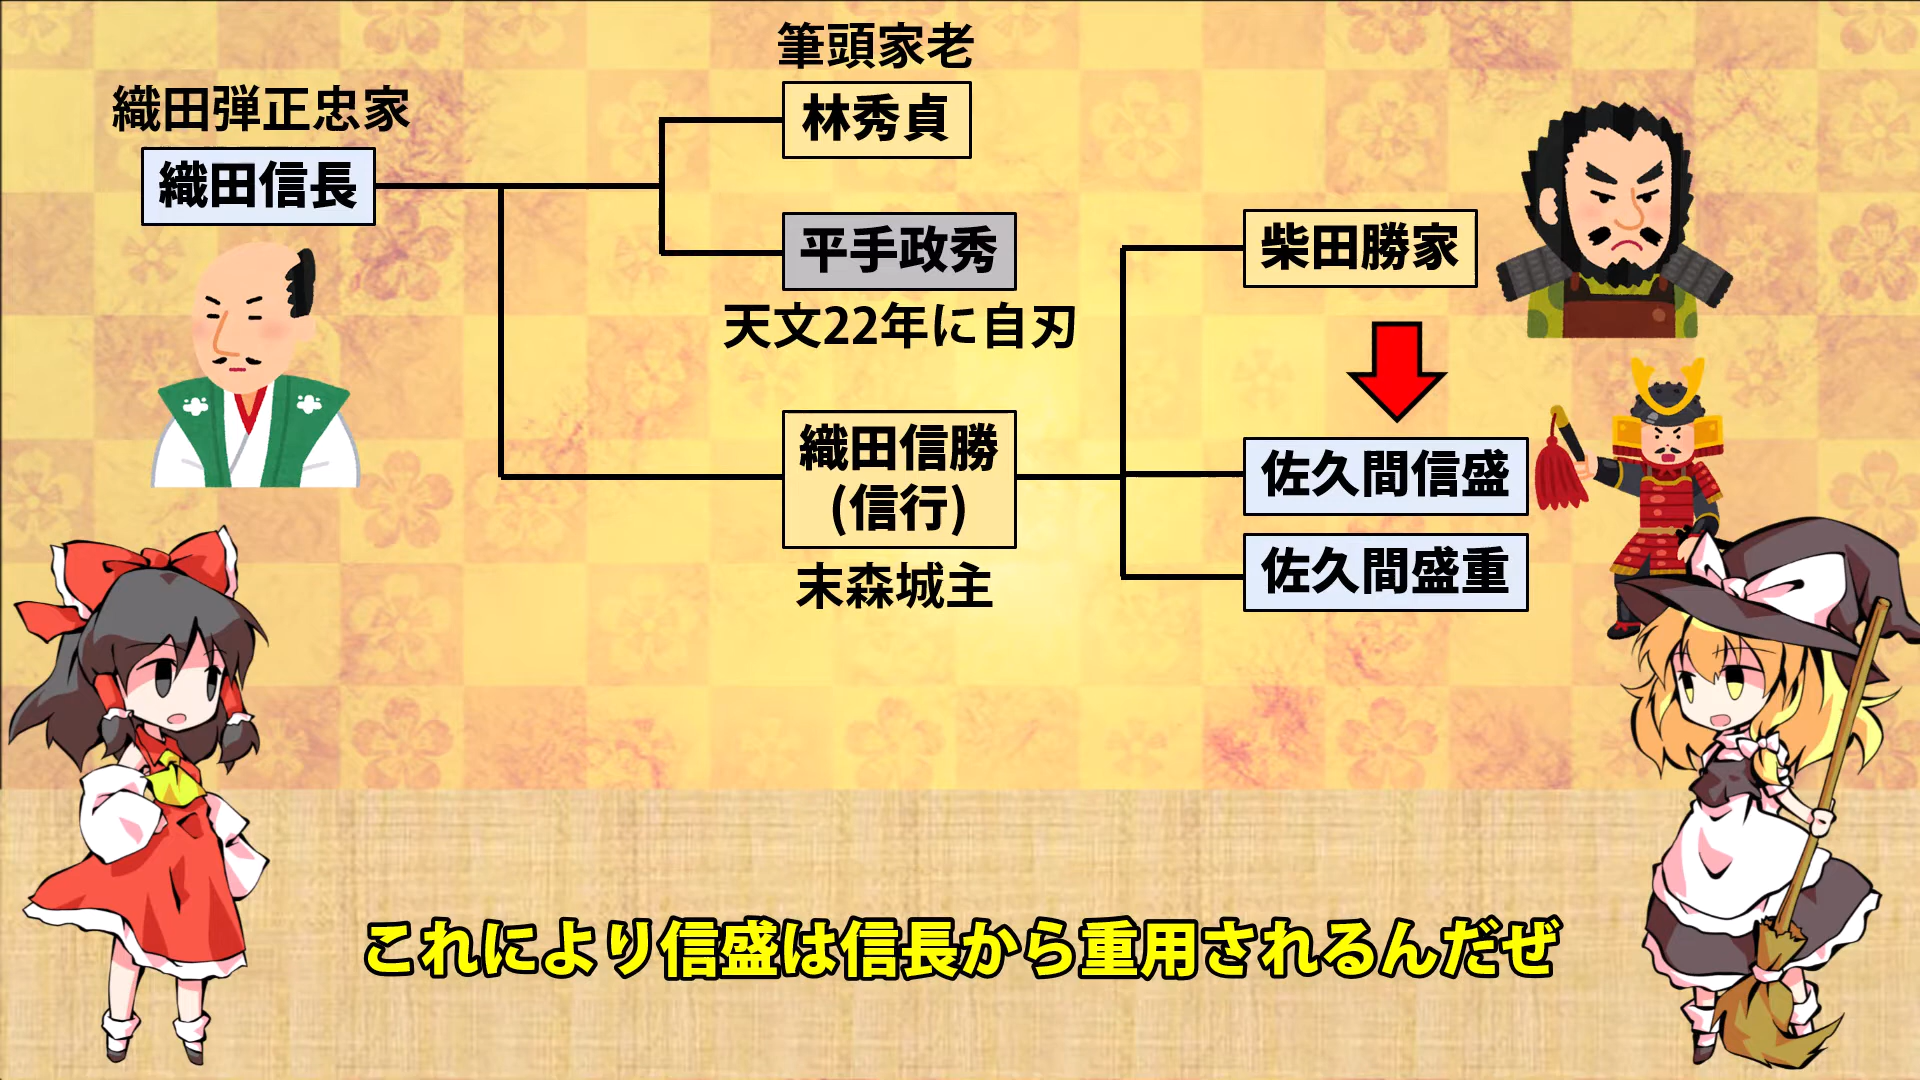 織田弾正忠家
織田信長
筆頭家老
林秀貞
平手政秀
天文22年に自刃
織田信勝
(信行)
末森城主
柴田勝家
佐久間信盛
佐久間盛重
これにより信盛は信長から重用されるんだぜ